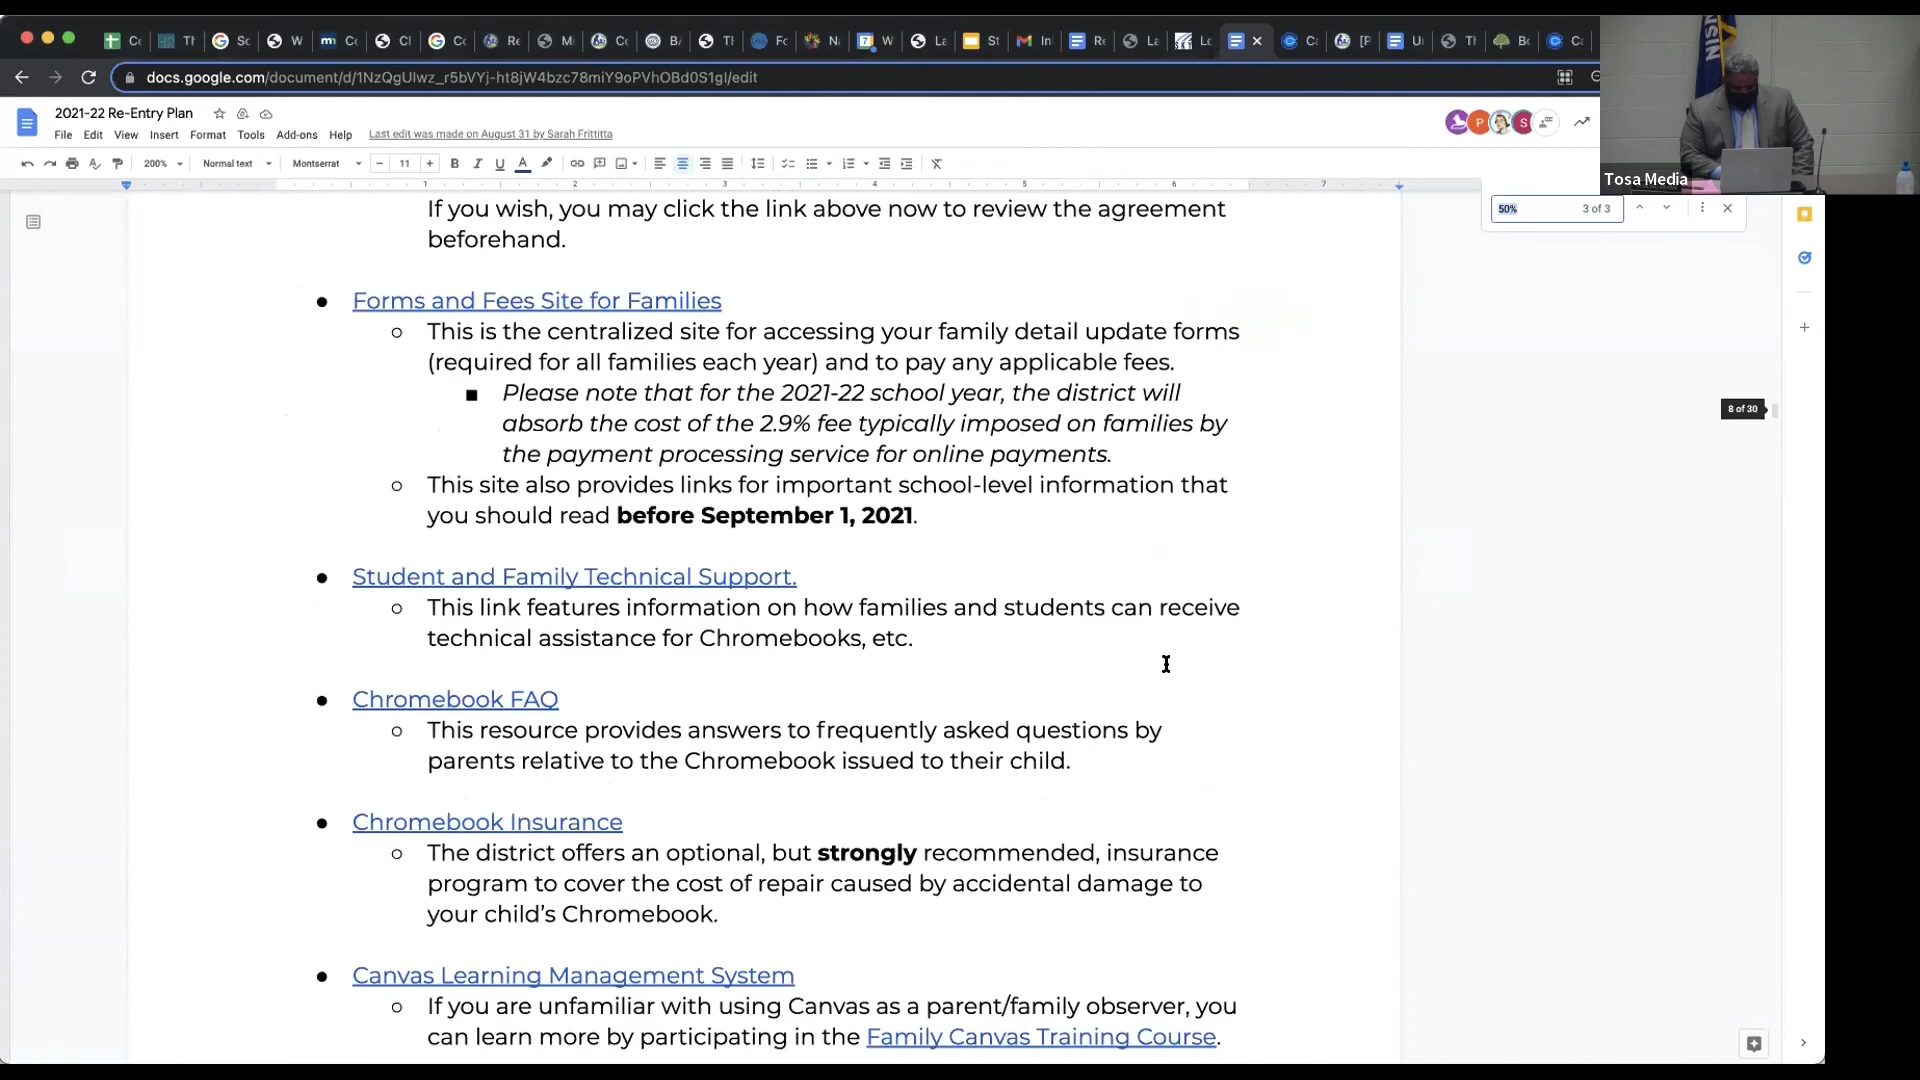 docs.google.com/document/d/1NzQgUlwz_r5bVYj-ht8jW4bzc78miY9oPVhOBd0S1gI/edit
2021-22 Re-Entry Plan
File Edit View Insert Format Tools Add-ons Help Last edit was made on August 31 by Sarah Frittitta
200% Normal text Montserrat 11
Tosa Media
50% 3 of 3
If you wish, you may click the link above now to review the agreement
beforehand.
Forms and Fees Site for Families
This is the centralized site for accessing your family detail update forms
(required for all families each year) and to pay any applicable fees.
Please note that for the 2021-22 school year, the district will
absorb the cost of the 2.9% fee typically imposed on families by
the payment processing service for online payments.
8 of 30
This site also provides links for important school-level information that
you should read before September 1, 2021.
Student and Family Technical Support.
This link features information on how families and students can receive
technical assistance for Chromebooks, etc.
Chromebook FAQ
This resource provides answers to frequently asked questions by
parents relative to the Chromebook issued to their child.
Chromebook Insurance
The district offers an optional, but strongly recommended, insurance
program to cover the cost of repair caused by accidental damage to
your child's Chromebook.
Canvas Learning Management System
If you are unfamiliar with using Canvas as a parent/family observer, you
can learn more by participating in the Family Canvas Training Course.